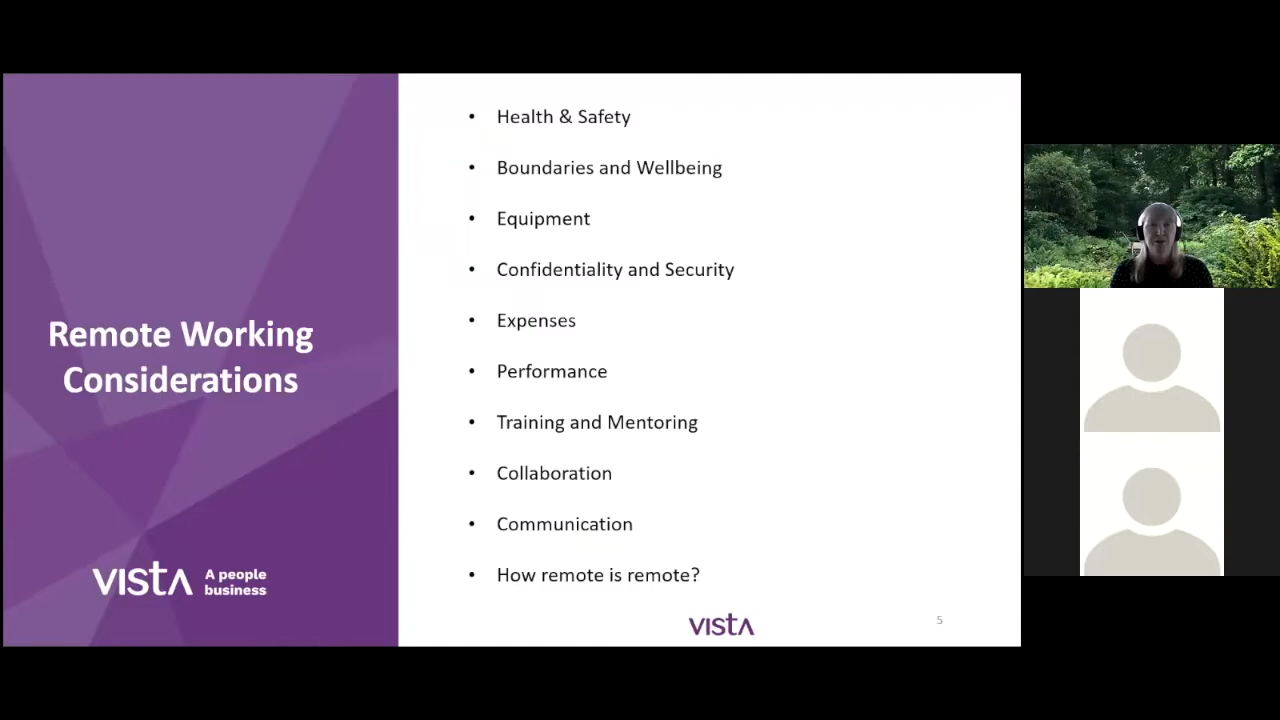 Remote Working
Considerations
VISTA A people
business
• Health & Safety
• Boundaries and Wellbeing
• Equipment
• Confidentiality and Security
• Expenses
• Performance
• Training and Mentoring
• Collaboration
• Communication
• How remote is remote?
VISTA
5